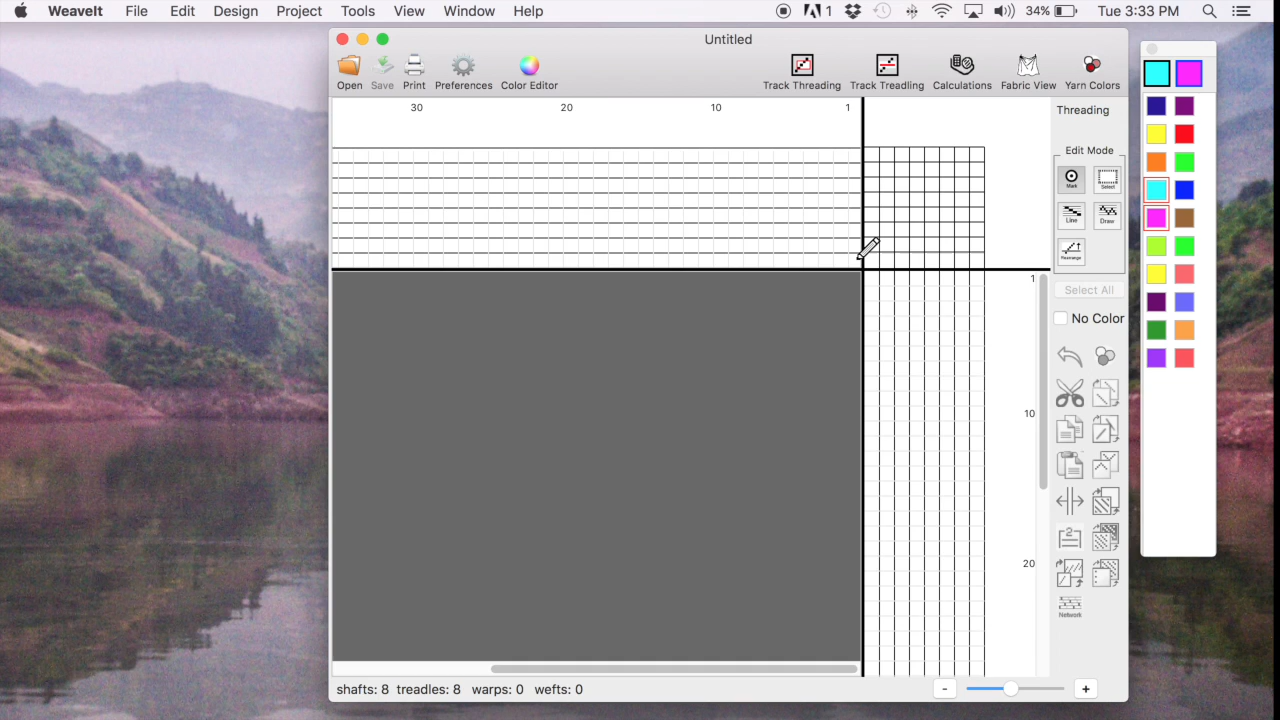 WeaveIt File Edit Design Project Tools View Window Help 1 34% Tue 3:33 PM
Untitled
Open Save Print Preferences Color Editor Track Threading Track Treadling Calculations Fabric View Yarn Colors
30 20 10 1
Threading
Edit Mode
Mark Select
Line Draw
Rearrange
1
Select All
No Color
10
2
20
Network
shafts: 8 treadles: 8 warps: 0 wefts: 0 - +